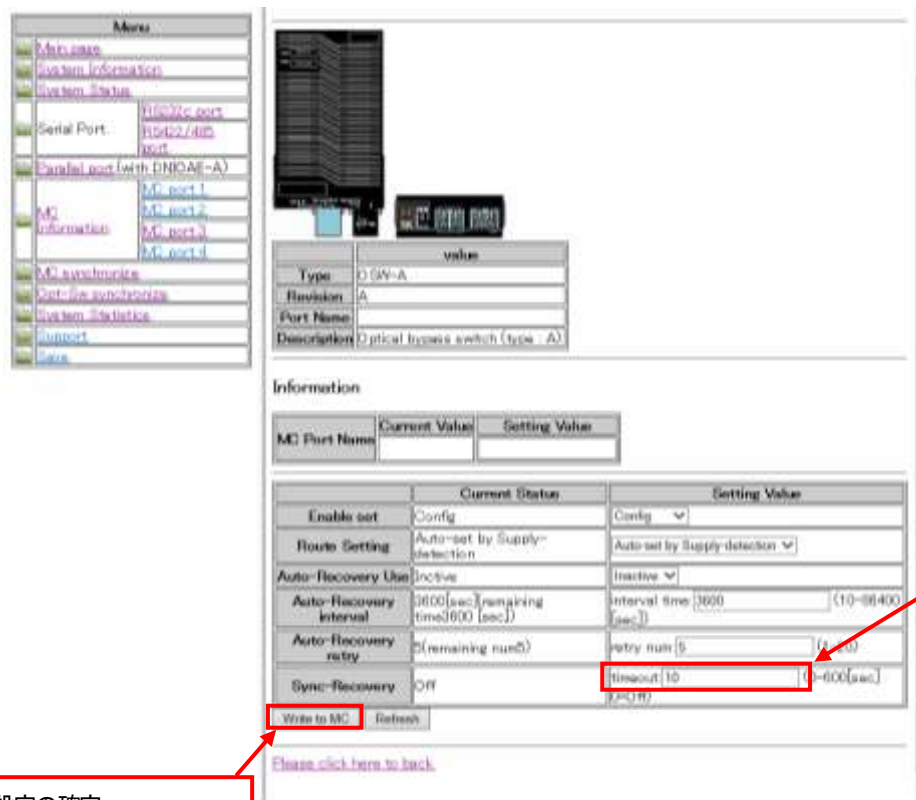 Menu
Main page
System Information
System Status
Serial Port
RS232c port
RS422/485
port
Parallel port (with DNIOAE-A)
MC
Information
MC port 1
MC port 2
MC port 3
MC port 4
MC synchronize
Opt-Sw synchronize
System Statistics
Support
Save
value
Type OSW-A
Revision A
Port Name
Description Optical bypass switch (type : A)
Information
MC Port Name Current Value Setting Value
Current Status Setting Value
Enable set Config Config
Route Setting Auto-set by Supply-
detection Auto-set by Supply-detection
Auto-Recovery Use Inctive Inactive
Auto-Recovery
interval 3600[sec](remaining
time3600 [sec]) interval time 3600 (10-86400
[sec])
Auto-Recovery
retry 5(remaining num5) retry num 5 (1-20)
Sync-Recovery Off timeout 10 (0-600[sec]
0=Off)
Write to MC Refresh
Please click here to back.